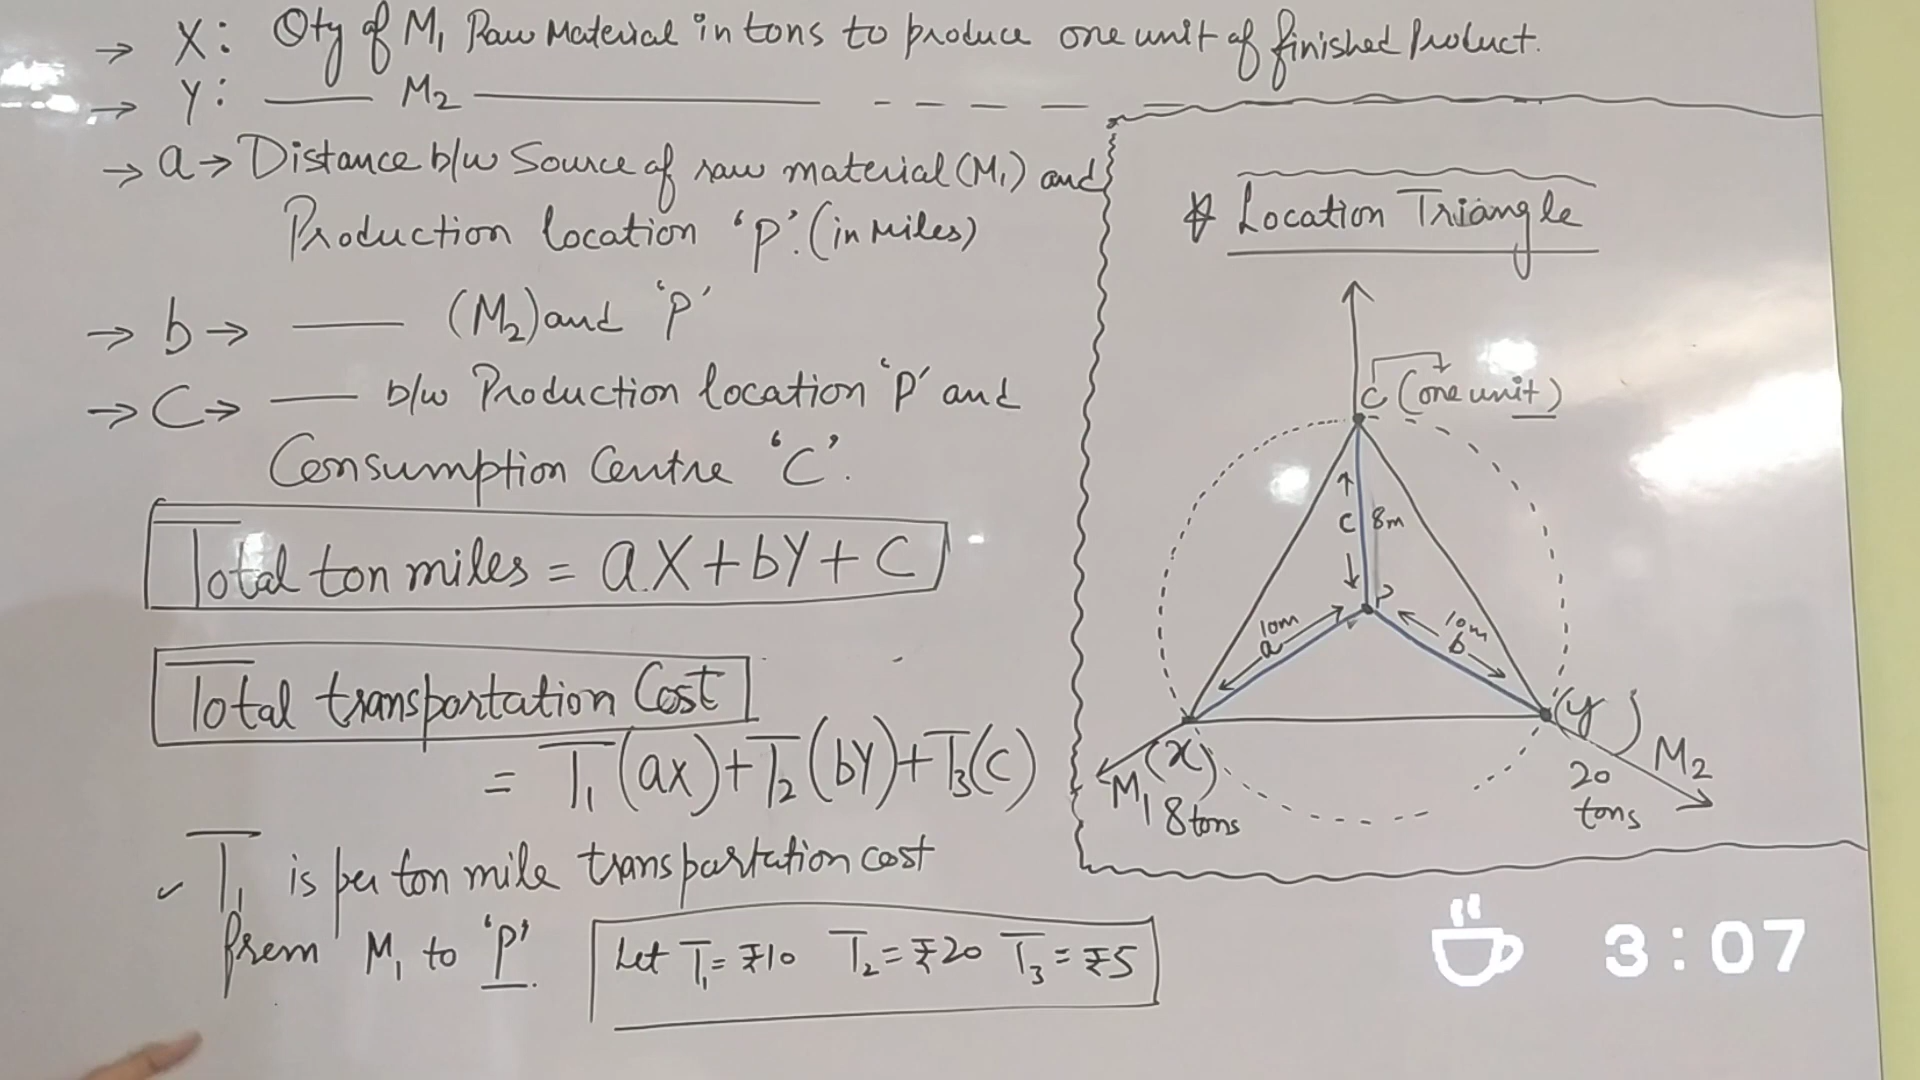 → X: Qty of M1 Raw Material in tons to produce one unit of finished Product.
→ Y: —— M2 ——————— - - - - -
→ a → Distance b/w Source of raw material (M1) and
Production location 'P'. (in Miles)
→ b → —— (M2) and 'P'
→ C → —— b/w Production location 'P' and
Consumption Centre 'C'.
Total ton miles = a.X + bY + C
Total transportation Cost
= T1(ax) + T2(bY) + T3(C)
✓ T1 is per ton mile transportation cost
from M1 to 'P'.
Let T1 = ₹10 T2 = ₹20 T3 = ₹5
Location Triangle
C (one unit)
C 8m
P
10m
a
10m
b
(x)
M1 8 tons
(y)
M2
20
tons
3:07